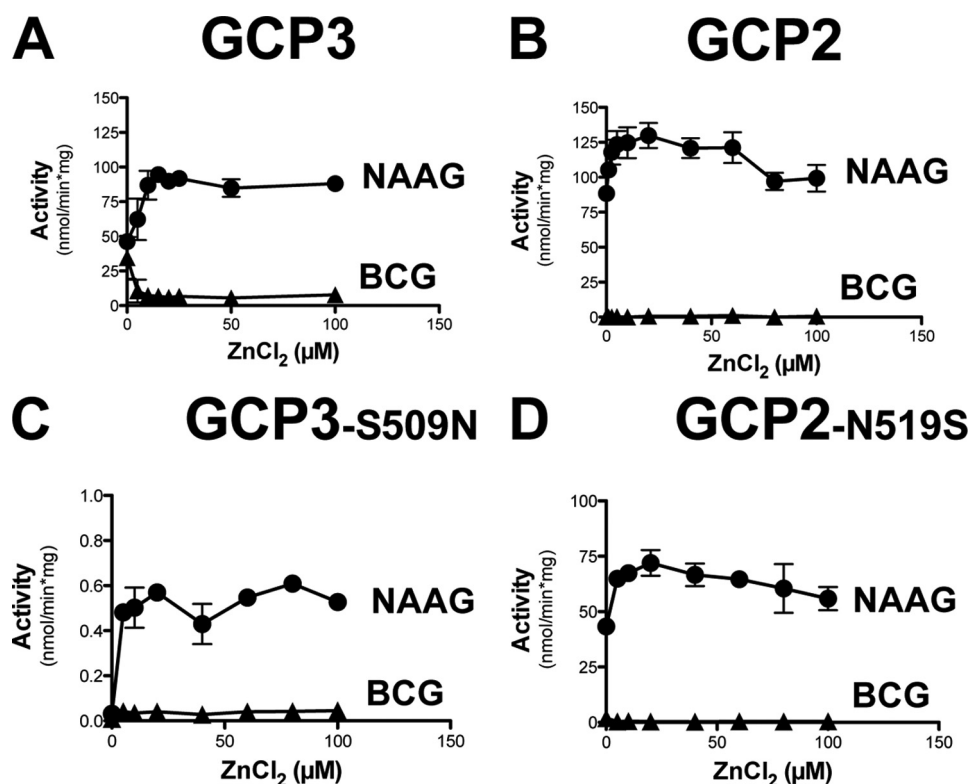 A GCP3
150
125
100
75
50
25
0
Activity
(nmol/min*mg)
NAAG
BCG
0 50 100 150
ZnCl2 (µM)
B GCP2
150
125
100
75
50
25
0
Activity
(nmol/min*mg)
NAAG
BCG
0 50 100 150
ZnCl2 (µM)
C GCP3-S509N
1.0
0.8
0.6
0.4
0.2
0.0
Activity
(nmol/min*mg)
NAAG
BCG
0 50 100 150
ZnCl2 (µM)
D GCP2-N519S
100
75
50
25
0
Activity
(nmol/min*mg)
NAAG
BCG
0 50 100 150
ZnCl2 (µM)